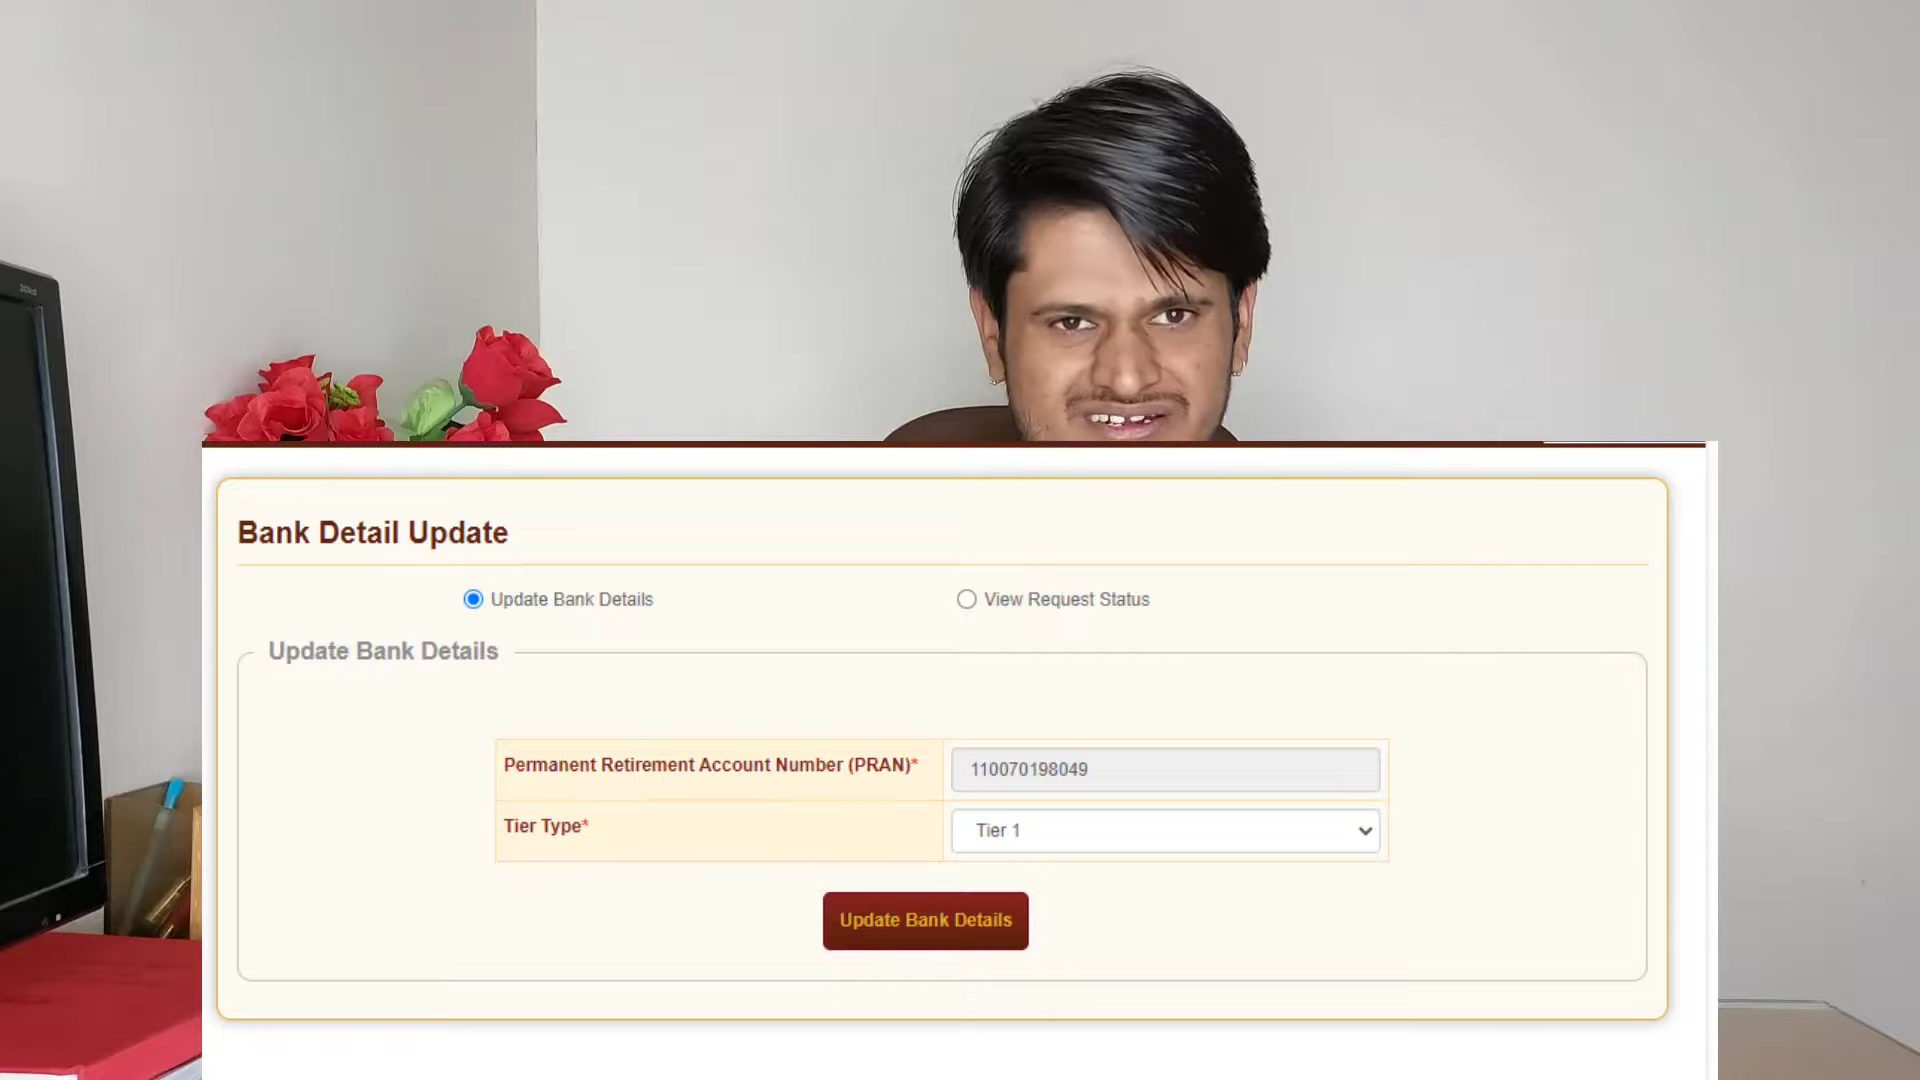 Bank Detail Update
Update Bank Details
View Request Status
Update Bank Details
Permanent Retirement Account Number (PRAN)*
110070198049
Tier Type*
Tier 1
Update Bank Details